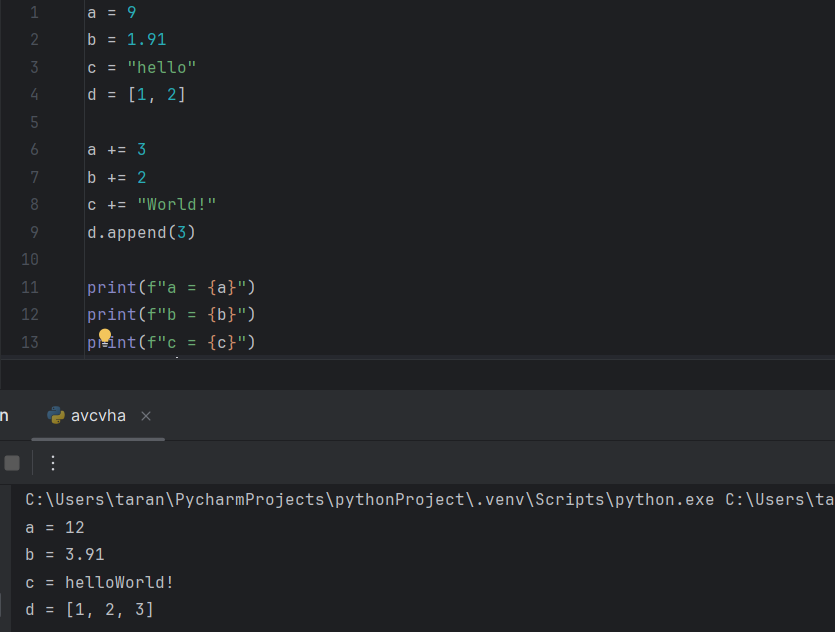 1 a = 9
2 b = 1.91
3 c = "hello"
4 d = [1, 2]
5
6 a += 3
7 b += 2
8 c += "World!"
9 d.append(3)
10
11 print(f"a = {a}")
12 print(f"b = {b}")
13 print(f"c = {c}")
n avcvha ×
C:\Users\taran\PycharmProjects\pythonProject\.venv\Scripts\python.exe C:\Users\ta
a = 12
b = 3.91
c = helloWorld!
d = [1, 2, 3]